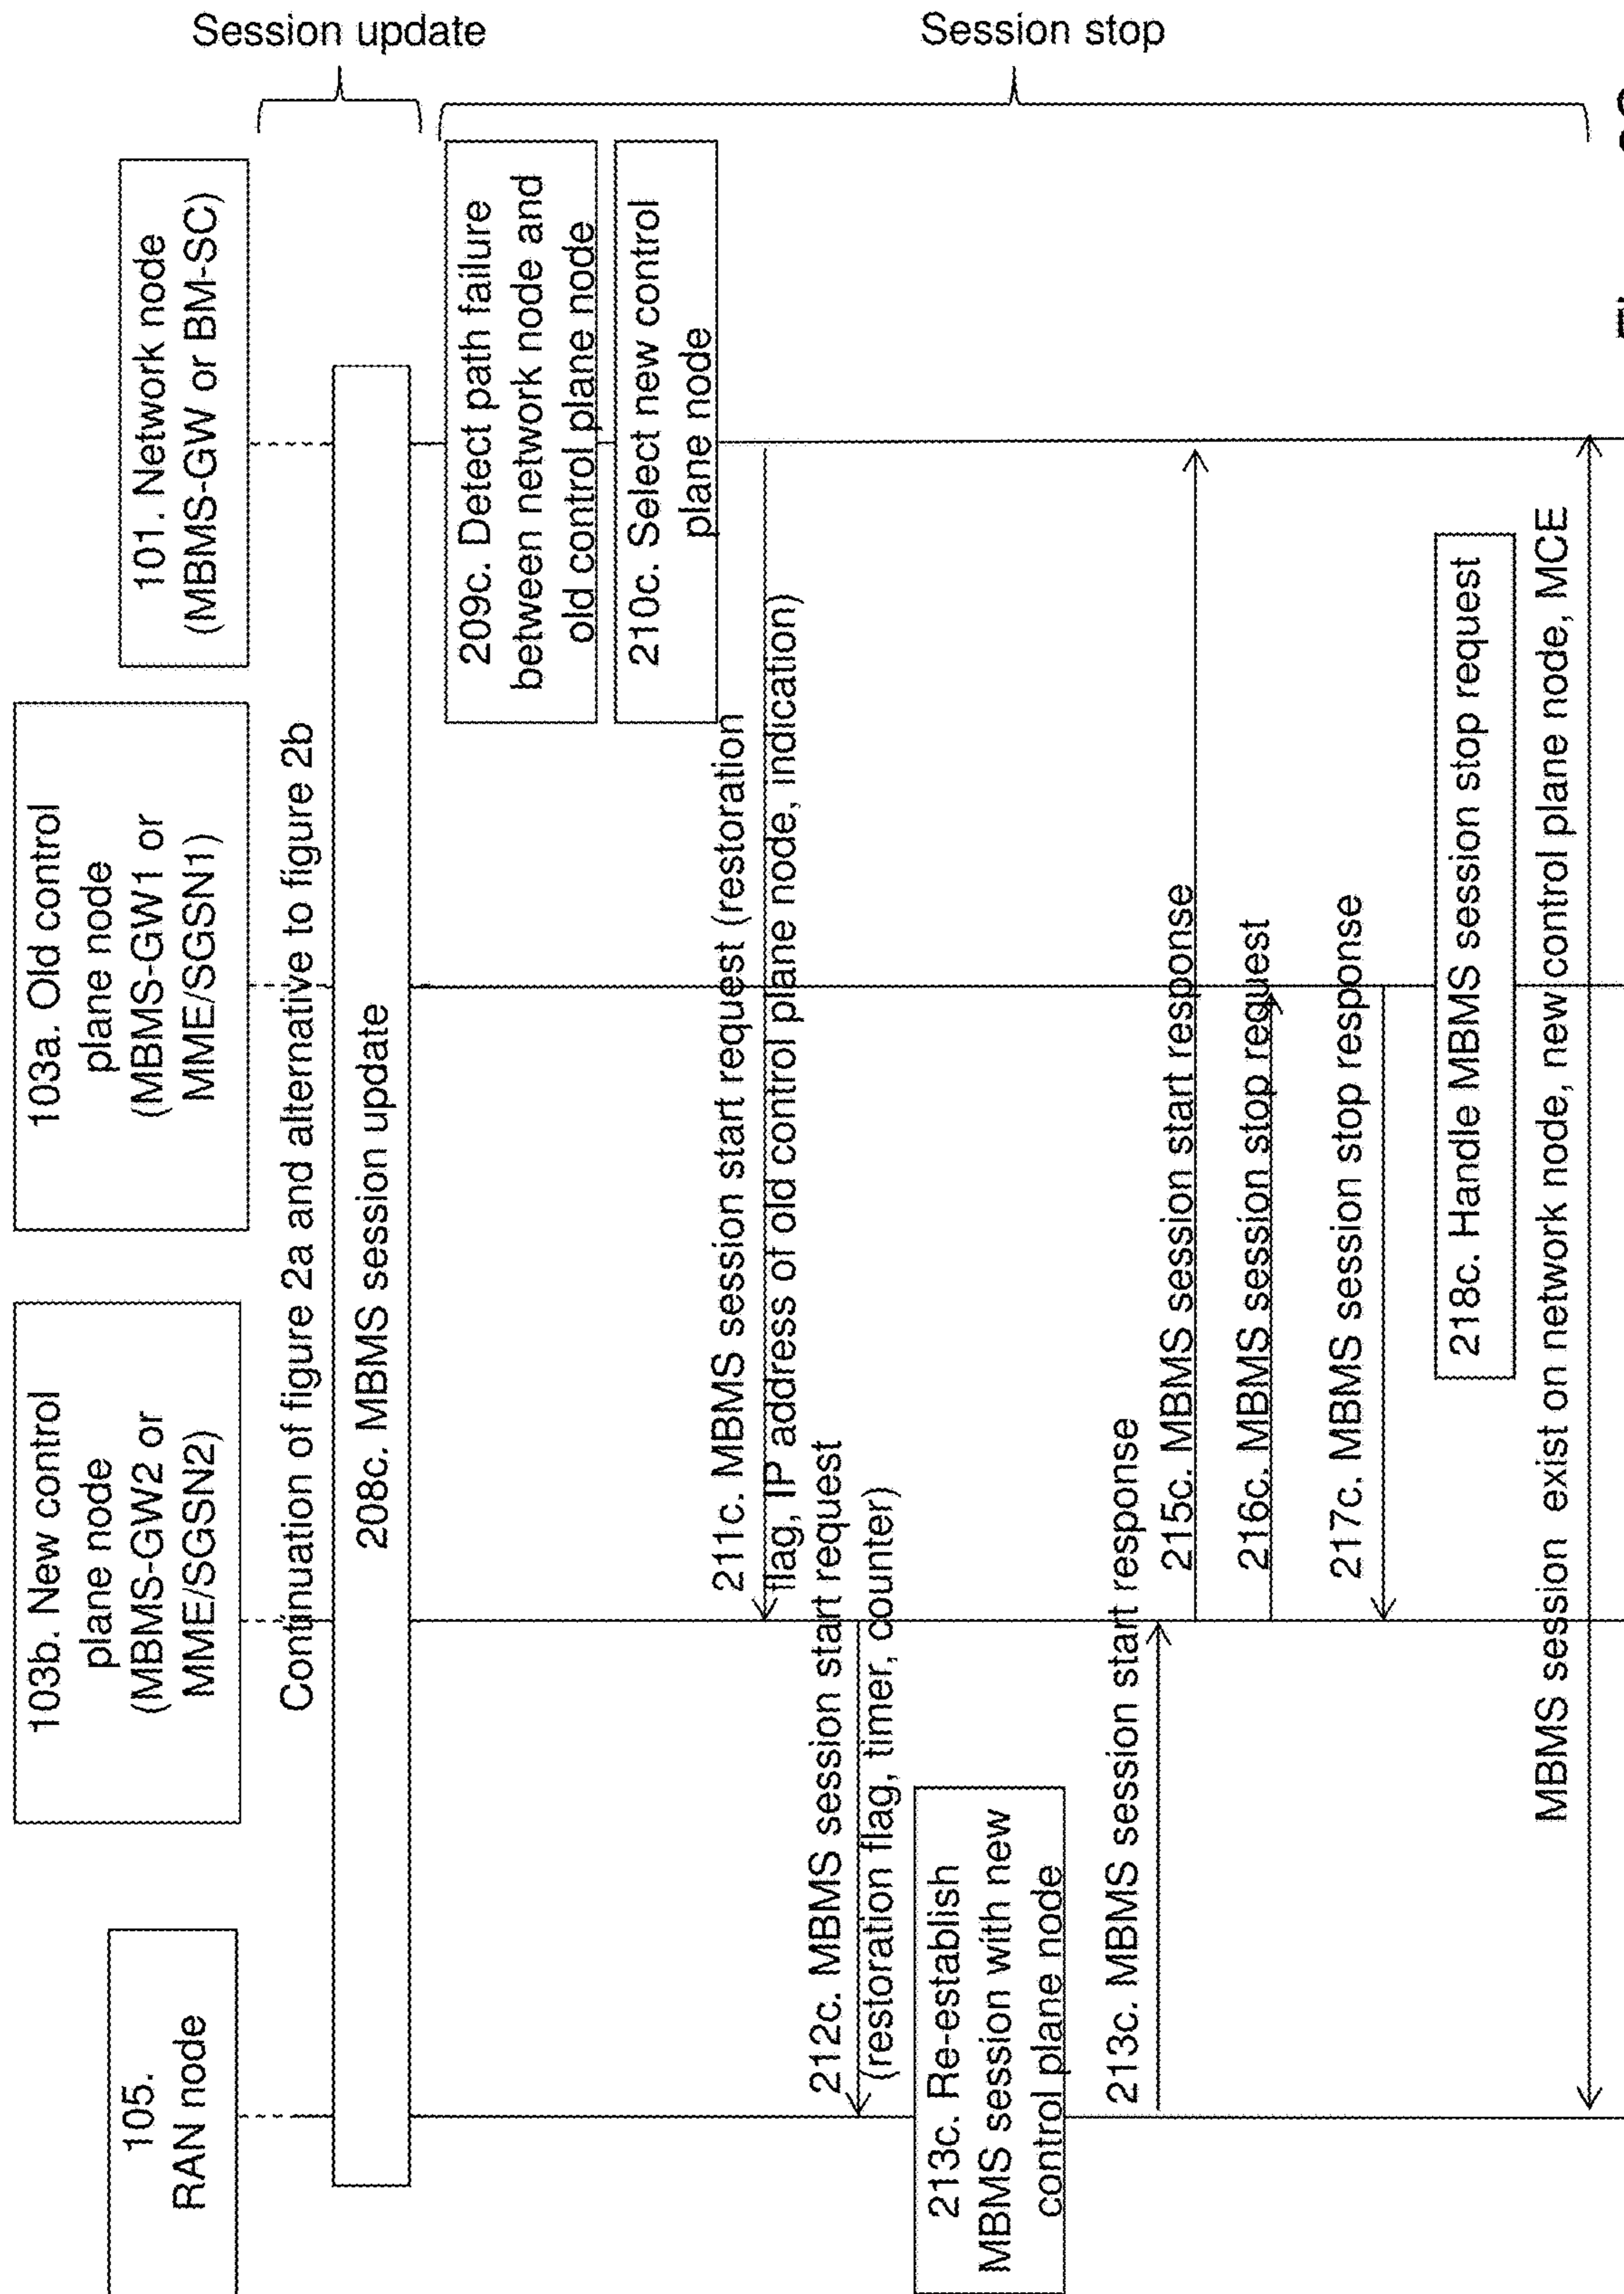 105.
RAN node
103b. New control
plane node
(MBMS-GW2 or
MME/SGSN2)
103a. Old control
plane node
(MBMS-GW1 or
MME/SGSN1)
101. Network node
(MBMS-GW or BM-SC)
Continuation of figure 2a and alternative to figure 2b
Session update
208c. MBMS session update
209c. Detect path failure
between network node and
old control plane node
210c. Select new control
plane node
Session stop
211c. MBMS session start request (restoration
flag, IP address of old control plane node, indication)
212c. MBMS session start request
(restoration flag, timer, counter)
213c. Re-establish
MBMS session with new
control plane node
213c. MBMS session start response
215c. MBMS session start response
216c. MBMS session stop request
217c. MBMS session stop response
218c. Handle MBMS session stop request
MBMS session exist on network node, new control plane node, MCE